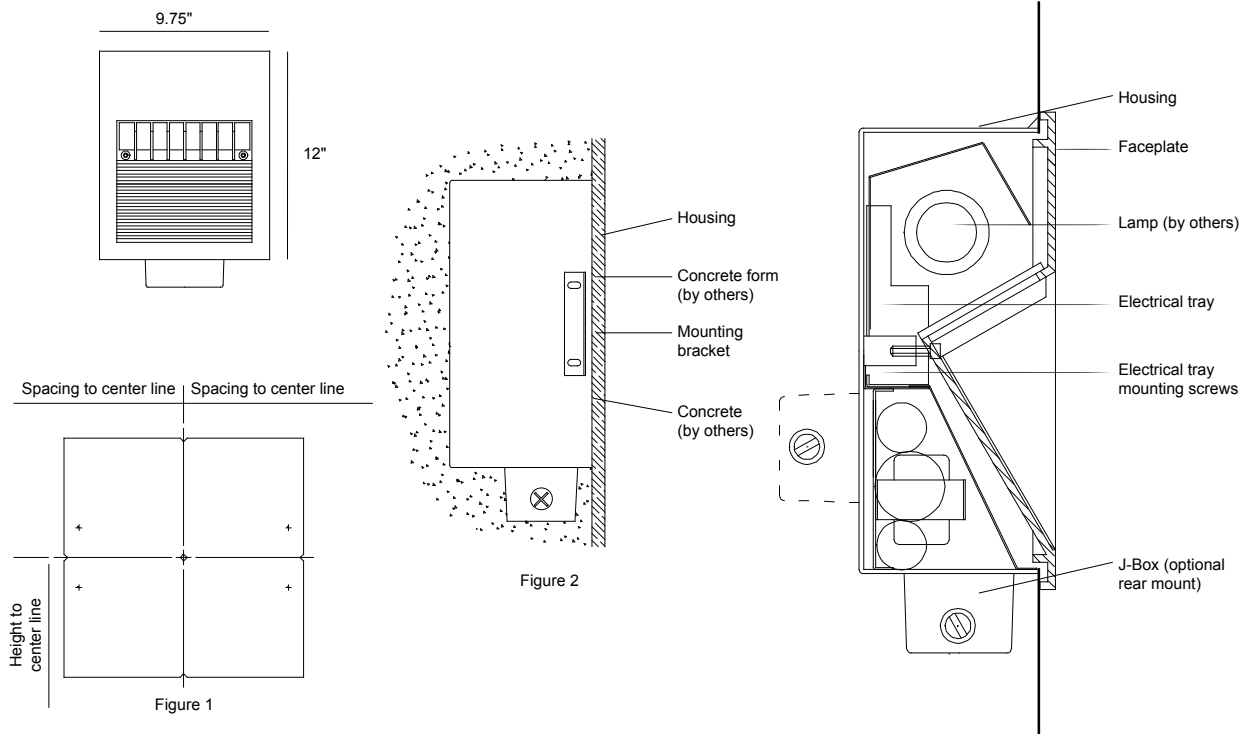 9.75"
12"
Spacing to center line
Spacing to center line
Height to
center line
Figure 1
Housing
Concrete form
(by others)
Mounting
bracket
Concrete
(by others)
Figure 2
Housing
Faceplate
Lamp (by others)
Electrical tray
Electrical tray
mounting screws
J-Box (optional
rear mount)